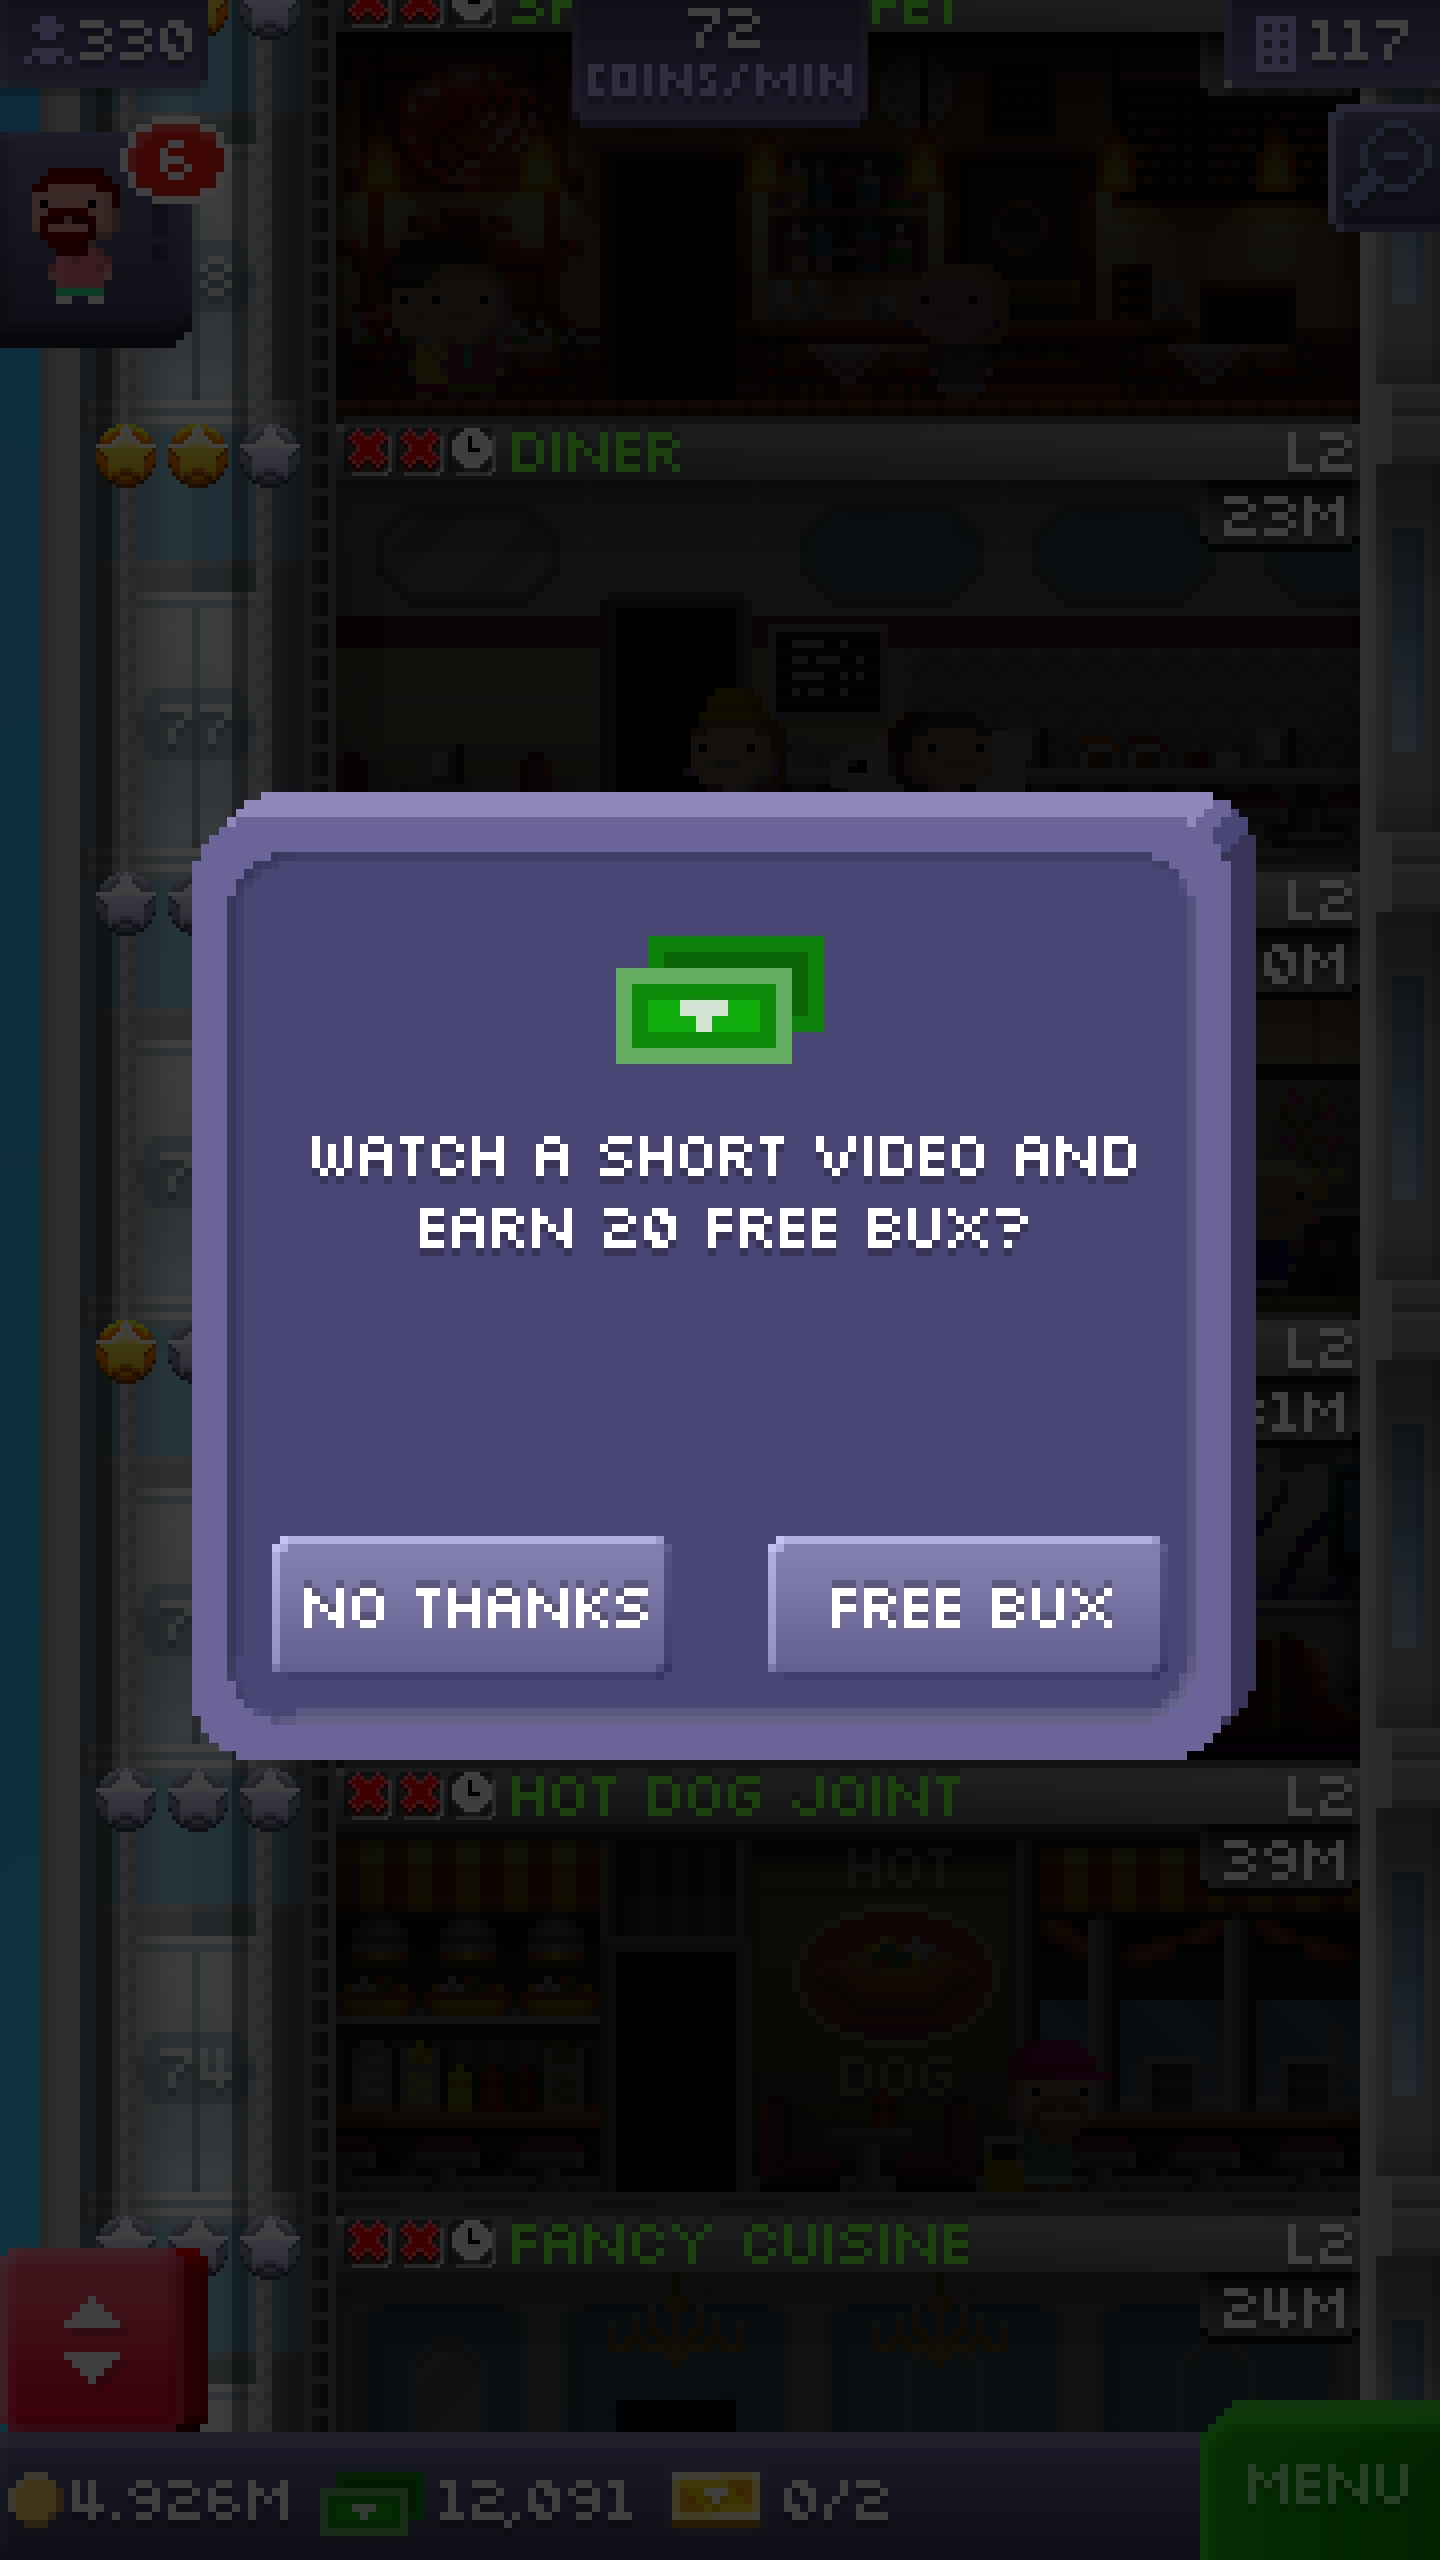 330
72
COINS/MIN
117
6
8
DINER
L2
23M
77
L2
0M
WATCH A SHORT VIDEO AND
EARN 20 FREE BUX?
L2
1M
NO THANKS
FREE BUX
HOT DOG JOINT
L2
39M
HOT
DOG
74
FANCY CUISINE
L2
24M
4.926M
12,091
0/2
MENU